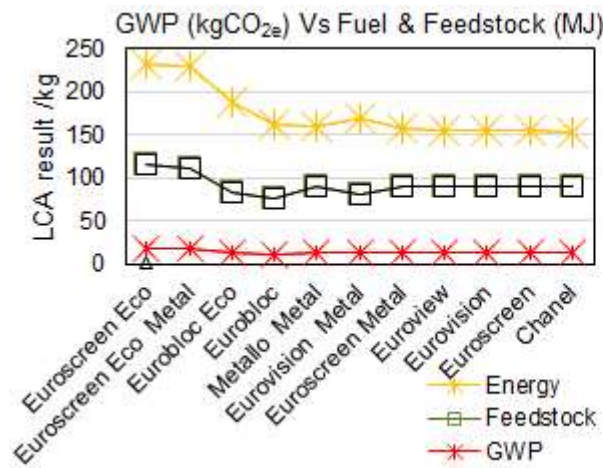 GWP (kgCO2e) Vs Fuel & Feedstock (MJ)
LCA result /kg
250
200
150
100
50
0
Euroscreen Eco
Euroscreen Eco Metal
Eurobloc Eco
Eurobloc
Metallo Metal
Eurovision Metal
Euroscreen Metal
Euroview
Eurovision
Euroscreen
Chanel
Energy
Feedstock
GWP